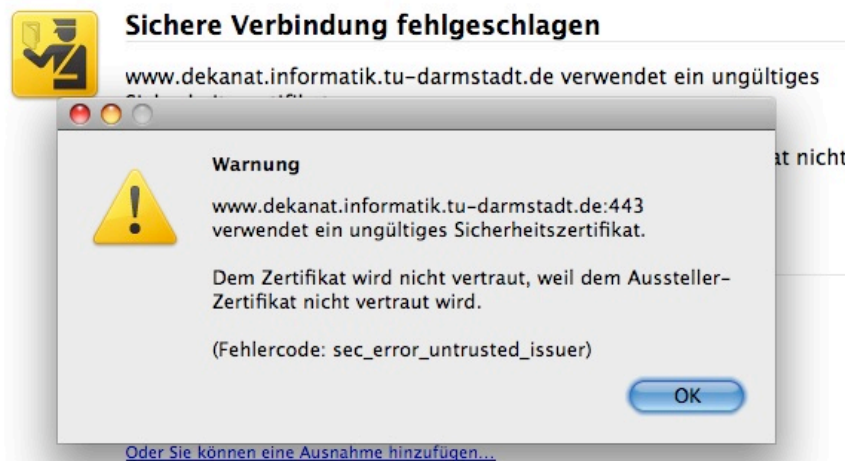 Sichere Verbindung fehlgeschlagen
www.dekanat.informatik.tu-darmstadt.de verwendet ein ungültiges
at nicht
Warnung
www.dekanat.informatik.tu-darmstadt.de:443
verwendet ein ungültiges Sicherheitszertifikat.
Dem Zertifikat wird nicht vertraut, weil dem Aussteller-
Zertifikat nicht vertraut wird.
(Fehlercode: sec_error_untrusted_issuer)
OK
Oder Sie können eine Ausnahme hinzufügen...